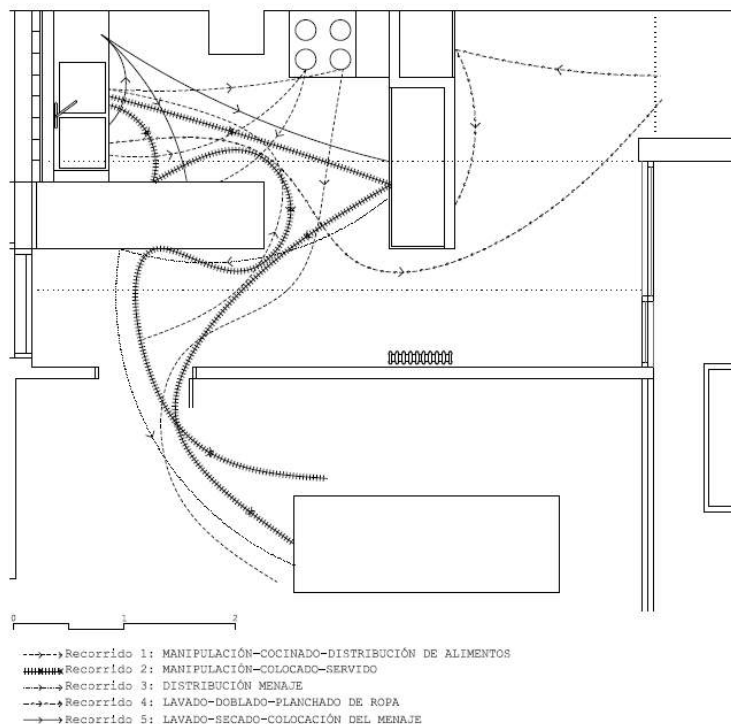 0 1 2
Recorrido 1: MANIPULACIÓN-COCINADO-DISTRIBUCIÓN DE ALIMENTOS
Recorrido 2: MANIPULACIÓN-COLOCADO-SERVIDO
Recorrido 3: DISTRIBUCIÓN MENAJE
Recorrido 4: LAVADO-DOBLADO-PLANCHADO DE ROPA
Recorrido 5: LAVADO-SECADO-COLOCACIÓN DEL MENAJE